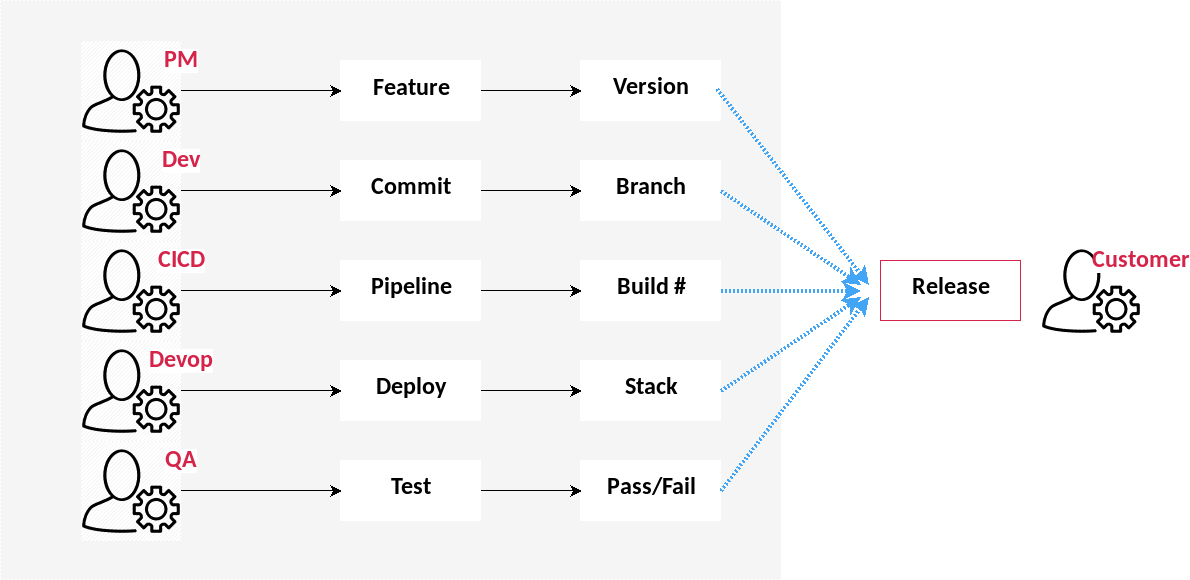 PM
Feature
Version
Dev
Commit
Branch
CICD
Pipeline
Build #
Release
Customer
Devop
Deploy
Stack
QA
Test
Pass/Fail